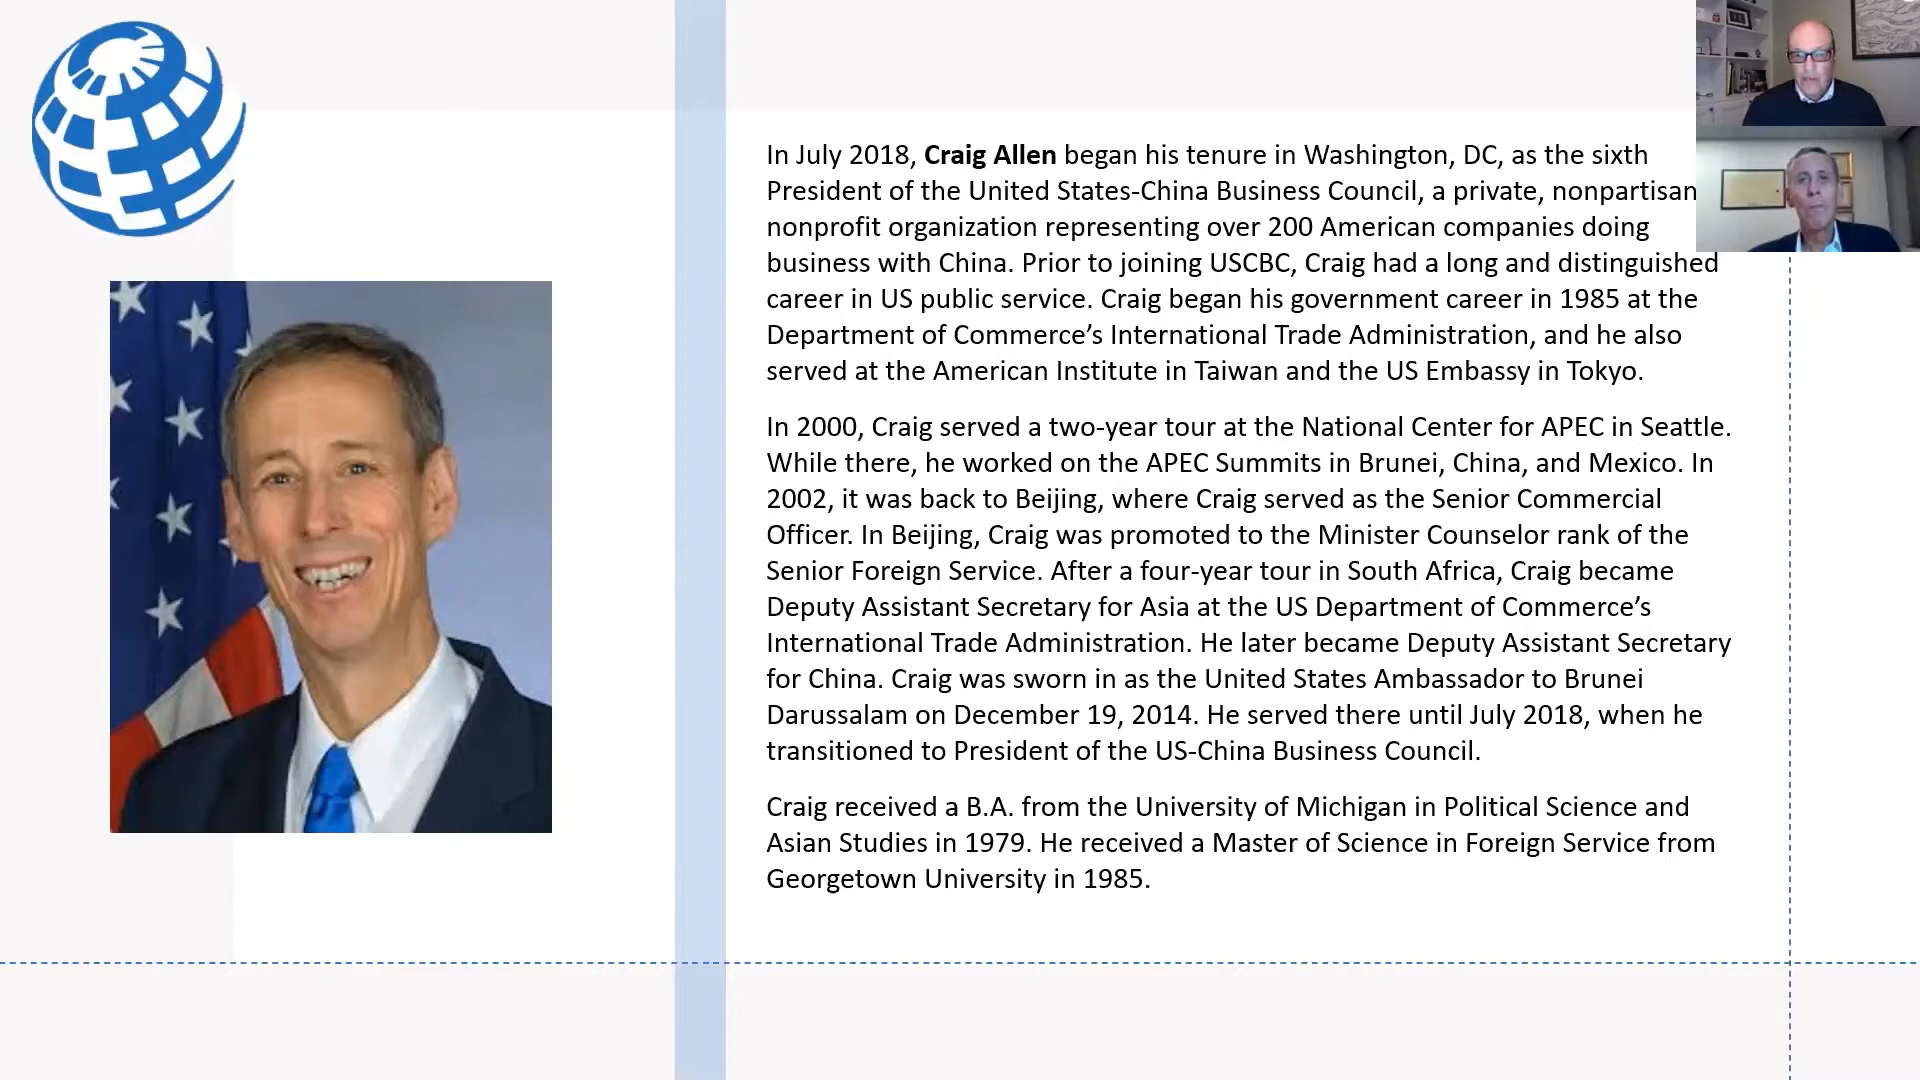 In July 2018, Craig Allen began his tenure in Washington, DC, as the sixth
President of the United States-China Business Council, a private, nonpartisan
nonprofit organization representing over 200 American companies doing
business with China. Prior to joining USCBC, Craig had a long and distinguished
career in US public service. Craig began his government career in 1985 at the
Department of Commerce’s International Trade Administration, and he also
served at the American Institute in Taiwan and the US Embassy in Tokyo.
In 2000, Craig served a two-year tour at the National Center for APEC in Seattle.
While there, he worked on the APEC Summits in Brunei, China, and Mexico. In
2002, it was back to Beijing, where Craig served as the Senior Commercial
Officer. In Beijing, Craig was promoted to the Minister Counselor rank of the
Senior Foreign Service. After a four-year tour in South Africa, Craig became
Deputy Assistant Secretary for Asia at the US Department of Commerce’s
International Trade Administration. He later became Deputy Assistant Secretary
for China. Craig was sworn in as the United States Ambassador to Brunei
Darussalam on December 19, 2014. He served there until July 2018, when he
transitioned to President of the US-China Business Council.
Craig received a B.A. from the University of Michigan in Political Science and
Asian Studies in 1979. He received a Master of Science in Foreign Service from
Georgetown University in 1985.